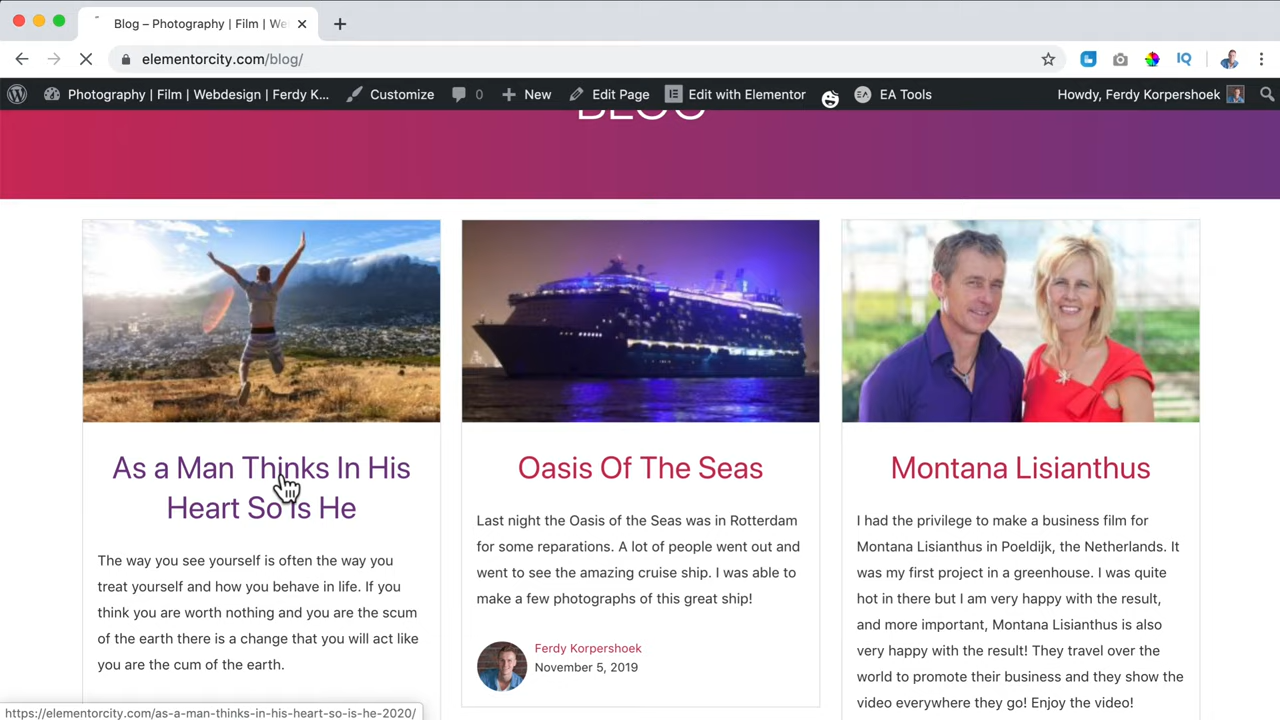 Blog – Photography | Film | We
elementorcity.com/blog/
IQ
Photography | Film | Webdesign | Ferdy K... Customize 0 New Edit Page Edit with Elementor EA EA Tools Howdy, Ferdy Korpershoek
BLOG
As a Man Thinks In His
Heart So Is He
The way you see yourself is often the way you
treat yourself and how you behave in life. If you
think you are worth nothing and you are the scum
of the earth there is a change that you will act like
you are the cum of the earth.
Oasis Of The Seas
Last night the Oasis of the Seas was in Rotterdam
for some reparations. A lot of people went out and
went to see the amazing cruise ship. I was able to
make a few photographs of this great ship!
Ferdy Korpershoek
November 5, 2019
Montana Lisianthus
I had the privilege to make a business film for
Montana Lisianthus in Poeldijk, the Netherlands. It
was my first project in a greenhouse. I was quite
hot in there but I am very happy with the result,
and more important, Montana Lisianthus is also
very happy with the result! They travel over the
world to promote their business and they show the
video everywhere they go! Enjoy the video!
https://elementorcity.com/as-a-man-thinks-in-his-heart-so-is-he-2020/